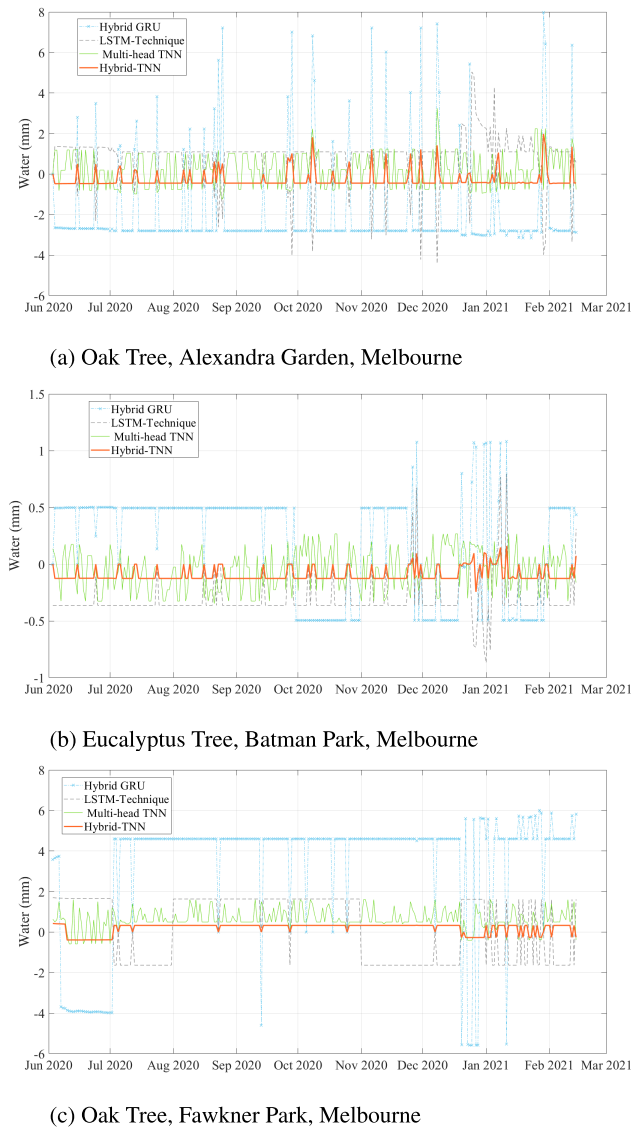 8
6
4
2
0
-2
-4
-6
Water (mm)
Hybrid GRU
LSTM-Technique
Multi-head TNN
Hybrid-TNN
Jun 2020 Jul 2020 Aug 2020 Sep 2020 Oct 2020 Nov 2020 Dec 2020 Jan 2021 Feb 2021 Mar 2021
(a) Oak Tree, Alexandra Garden, Melbourne
1.5
1
0.5
0
-0.5
-1
Water (mm)
Hybrid GRU
LSTM-Technique
Multi-head TNN
Hybrid-TNN
Jun 2020 Jul 2020 Aug 2020 Sep 2020 Oct 2020 Nov 2020 Dec 2020 Jan 2021 Feb 2021 Mar 2021
(b) Eucalyptus Tree, Batman Park, Melbourne
8
6
4
2
0
-2
-4
-6
Water (mm)
Hybrid GRU
LSTM-Technique
Multi-head TNN
Hybrid-TNN
Jun 2020 Jul 2020 Aug 2020 Sep 2020 Oct 2020 Nov 2020 Dec 2020 Jan 2021 Feb 2021 Mar 2021
(c) Oak Tree, Fawkner Park, Melbourne